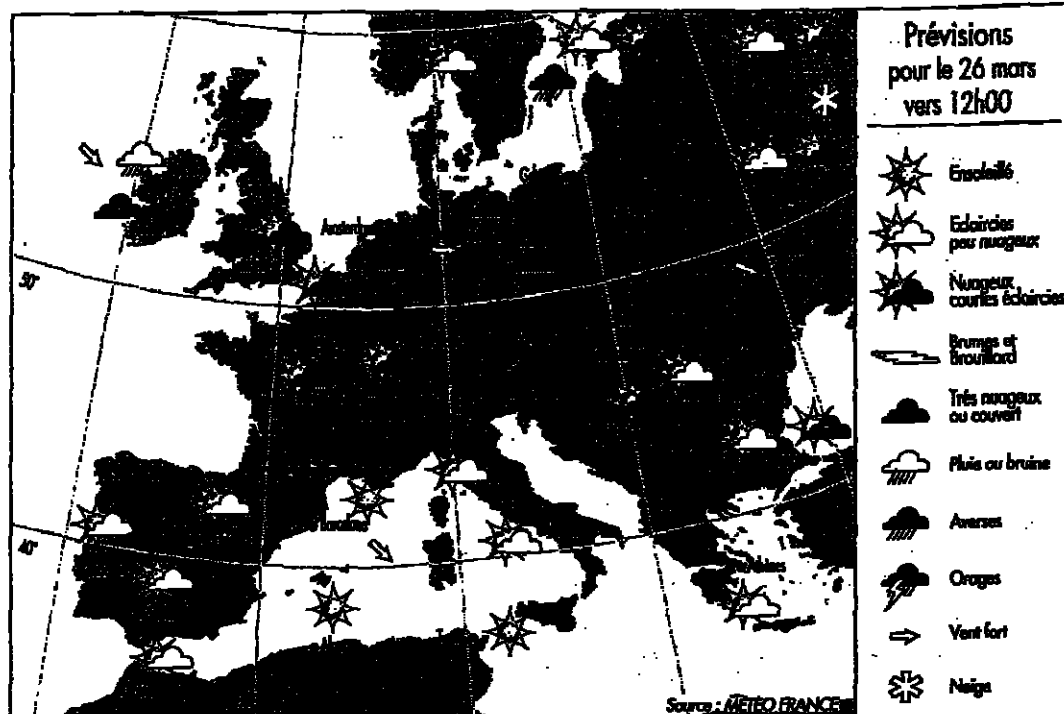 Prévisions
pour le 26 mars
vers 12h00
Ensoleillé
Eclaircies
peu nuageux
Nuageux
courtes éclaircies
Brumes et
Brouillard
Très nuageux
ou couvert
Pluie ou bruine
Averses
Orages
Vent fort
Neige
50°
40°
Source : MÉTÉO FRANCE